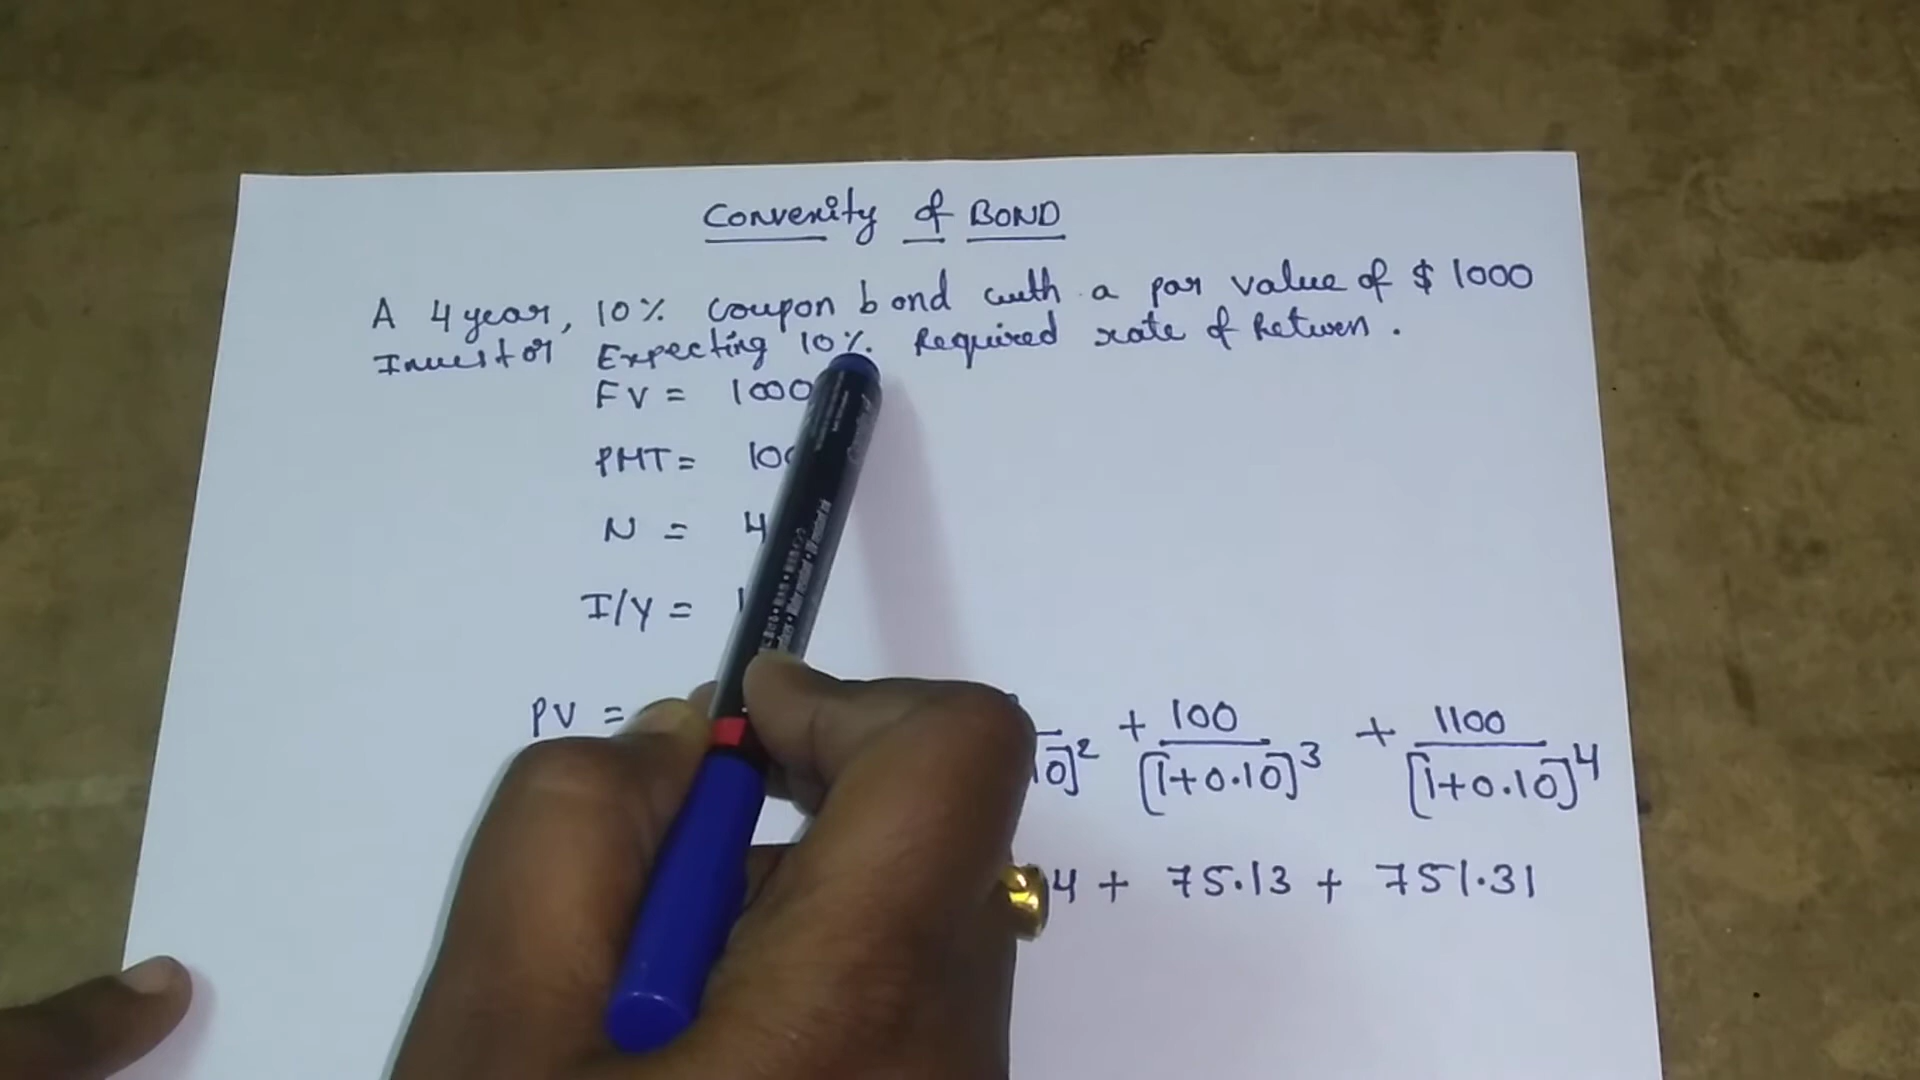 Convexity of BOND
A 4 year, 10% coupon bond with a par value of $ 1000
Investor Expecting 10% Required rate of Return.
FV = 1000
PMT = 10
N = 4
I/Y = 1
PV = 0]² + 100/[1+0.10]³ + 1100/[1+0.10]⁴
4 + 75.13 + 751.31